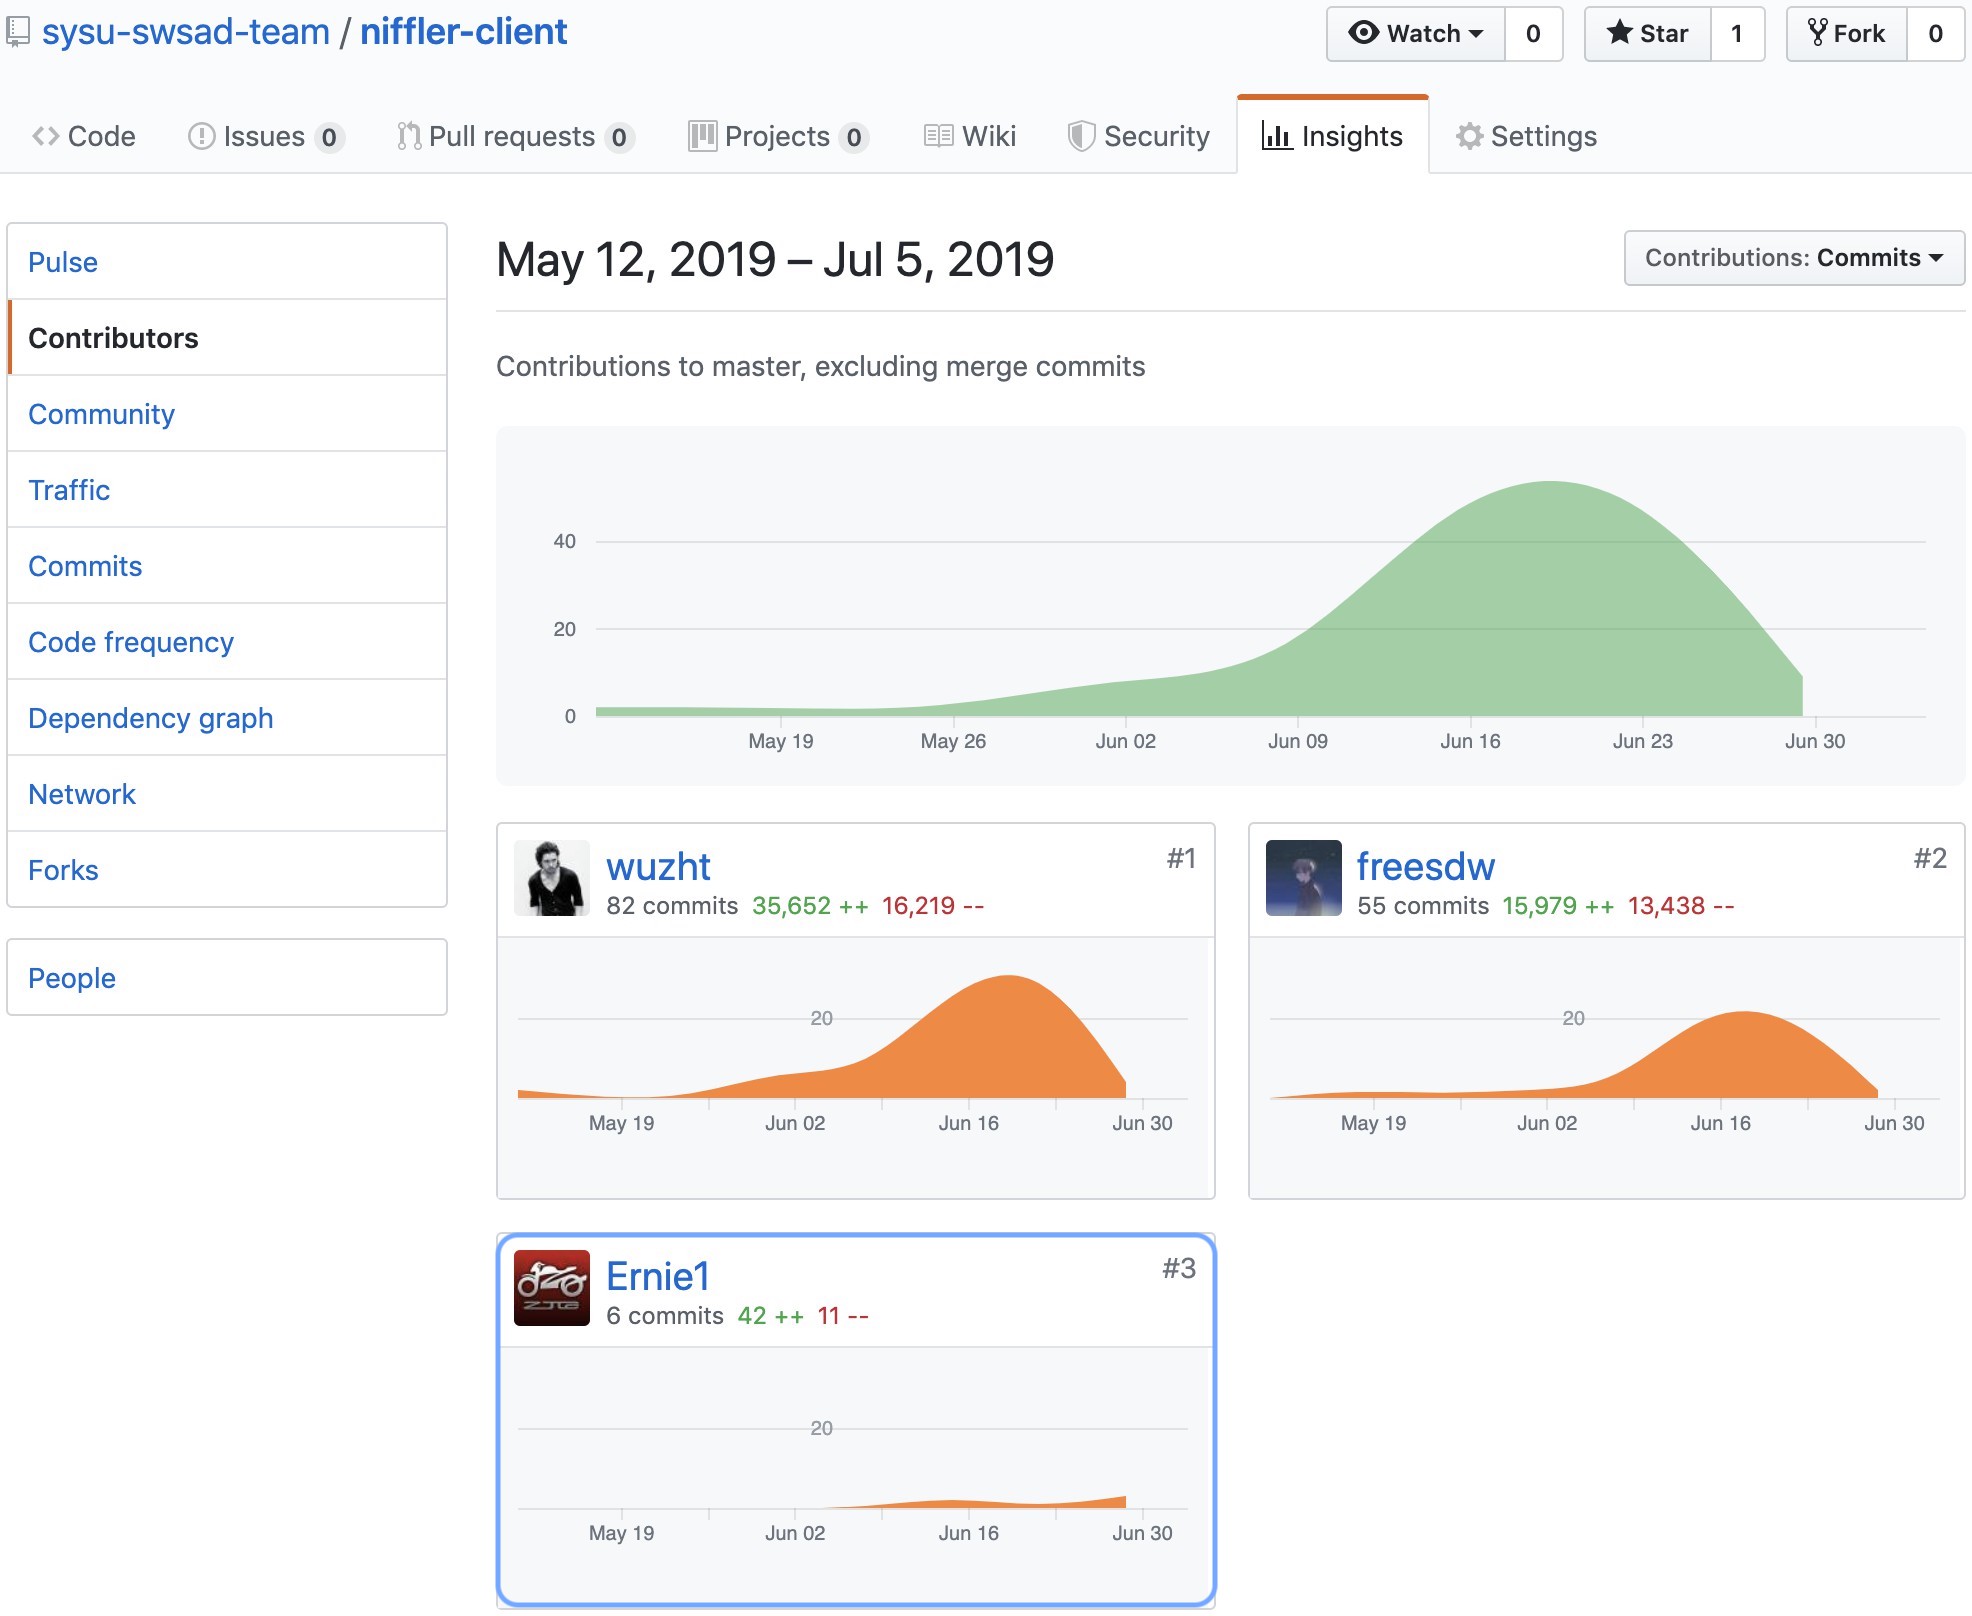 sysu-swsad-team / niffler-client
Watch 0 Star 1 Fork 0
Code Issues 0 Pull requests 0 Projects 0 Wiki Security Insights Settings
Pulse
Contributors
Community
Traffic
Commits
Code frequency
Dependency graph
Network
Forks
People
May 12, 2019 – Jul 5, 2019
Contributions: Commits
Contributions to master, excluding merge commits
40
20
0
May 19 May 26 Jun 02 Jun 09 Jun 16 Jun 23 Jun 30
wuzht #1
82 commits 35,652 ++ 16,219 --
20
May 19 Jun 02 Jun 16 Jun 30
freesdw #2
55 commits 15,979 ++ 13,438 --
20
May 19 Jun 02 Jun 16 Jun 30
Ernie1 #3
6 commits 42 ++ 11 --
20
May 19 Jun 02 Jun 16 Jun 30